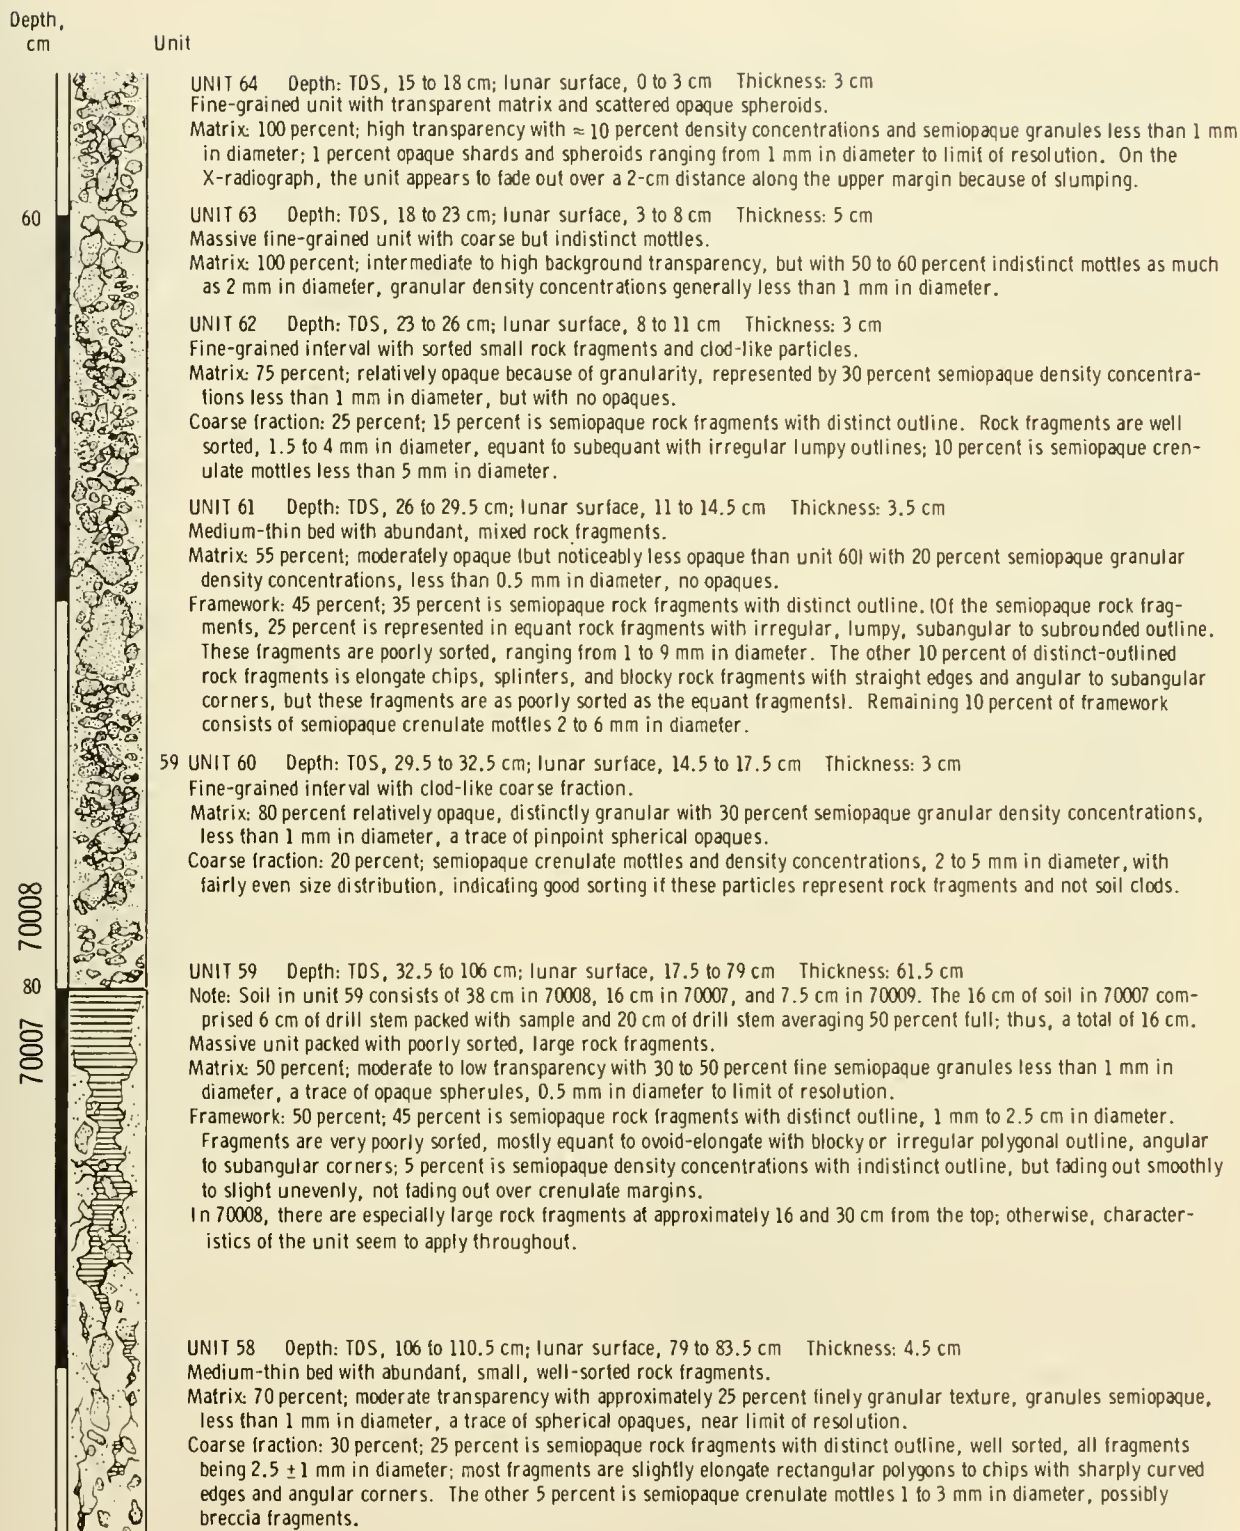 Depth,
cm
Unit
UNIT 64 Depth: TDS, 15 to 18 cm; lunar surface, 0 to 3 cm Thickness: 3 cm
Fine-grained unit with transparent matrix and scattered opaque spheroids.
Matrix: 100 percent; high transparency with ≈ 10 percent density concentrations and semiopaque granules less than 1 mm
in diameter; 1 percent opaque shards and spheroids ranging from 1 mm in diameter to limit of resolution. On the
X-radiograph, the unit appears to fade out over a 2-cm distance along the upper margin because of slumping.
60
UNIT 63 Depth: TDS, 18 to 23 cm; lunar surface, 3 to 8 cm Thickness: 5 cm
Massive fine-grained unit with coarse but indistinct mottles.
Matrix: 100 percent; intermediate to high background transparency, but with 50 to 60 percent indistinct mottles as much
as 2 mm in diameter, granular density concentrations generally less than 1 mm in diameter.
UNIT 62 Depth: TDS, 23 to 26 cm; lunar surface, 8 to 11 cm Thickness: 3 cm
Fine-grained interval with sorted small rock fragments and clod-like particles.
Matrix: 75 percent; relatively opaque because of granularity, represented by 30 percent semiopaque density concentra-
tions less than 1 mm in diameter, but with no opaques.
Coarse fraction: 25 percent; 15 percent is semiopaque rock fragments with distinct outline. Rock fragments are well
sorted, 1.5 to 4 mm in diameter, equant to subequant with irregular lumpy outlines; 10 percent is semiopaque cren-
ulate mottles less than 5 mm in diameter.
UNIT 61 Depth: TDS, 26 to 29.5 cm; lunar surface, 11 to 14.5 cm Thickness: 3.5 cm
Medium-thin bed with abundant, mixed rock fragments.
Matrix: 55 percent; moderately opaque (but noticeably less opaque than unit 60) with 20 percent semiopaque granular
density concentrations, less than 0.5 mm in diameter, no opaques.
Framework: 45 percent; 35 percent is semiopaque rock fragments with distinct outline. (Of the semiopaque rock frag-
ments, 25 percent is represented in equant rock fragments with irregular, lumpy, subangular to subrounded outline.
These fragments are poorly sorted, ranging from 1 to 9 mm in diameter. The other 10 percent of distinct-outlined
rock fragments is elongate chips, splinters, and blocky rock fragments with straight edges and angular to subangular
corners, but these fragments are as poorly sorted as the equant fragments). Remaining 10 percent of framework
consists of semiopaque crenulate mottles 2 to 6 mm in diameter.
59 UNIT 60 Depth: TDS, 29.5 to 32.5 cm; lunar surface, 14.5 to 17.5 cm Thickness: 3 cm
Fine-grained interval with clod-like coarse fraction.
Matrix: 80 percent relatively opaque, distinctly granular with 30 percent semiopaque granular density concentrations,
less than 1 mm in diameter, a trace of pinpoint spherical opaques.
Coarse fraction: 20 percent; semiopaque crenulate mottles and density concentrations, 2 to 5 mm in diameter, with
fairly even size distribution, indicating good sorting if these particles represent rock fragments and not soil clods.
70008
80
70007
UNIT 59 Depth: TDS, 32.5 to 106 cm; lunar surface, 17.5 to 79 cm Thickness: 61.5 cm
Note: Soil in unit 59 consists of 38 cm in 70008, 16 cm in 70007, and 7.5 cm in 70009. The 16 cm of soil in 70007 com-
prised 6 cm of drill stem packed with sample and 20 cm of drill stem averaging 50 percent full; thus, a total of 16 cm.
Massive unit packed with poorly sorted, large rock fragments.
Matrix: 50 percent; moderate to low transparency with 30 to 50 percent fine semiopaque granules less than 1 mm in
diameter, a trace of opaque spherules, 0.5 mm in diameter to limit of resolution.
Framework: 50 percent; 45 percent is semiopaque rock fragments with distinct outline, 1 mm to 2.5 cm in diameter.
Fragments are very poorly sorted, mostly equant to ovoid-elongate with blocky or irregular polygonal outline, angular
to subangular corners; 5 percent is semiopaque density concentrations with indistinct outline, but fading out smoothly
to slight unevenly, not fading out over crenulate margins.
In 70008, there are especially large rock fragments at approximately 16 and 30 cm from the top; otherwise, character-
istics of the unit seem to apply throughout.
UNIT 58 Depth: TDS, 106 to 110.5 cm; lunar surface, 79 to 83.5 cm Thickness: 4.5 cm
Medium-thin bed with abundant, small, well-sorted rock fragments.
Matrix: 70 percent; moderate transparency with approximately 25 percent finely granular texture, granules semiopaque,
less than 1 mm in diameter, a trace of spherical opaques, near limit of resolution.
Coarse fraction: 30 percent; 25 percent is semiopaque rock fragments with distinct outline, well sorted, all fragments
being 2.5 ±1 mm in diameter; most fragments are slightly elongate rectangular polygons to chips with sharply curved
edges and angular corners. The other 5 percent is semiopaque crenulate mottles 1 to 3 mm in diameter, possibly
breccia fragments.